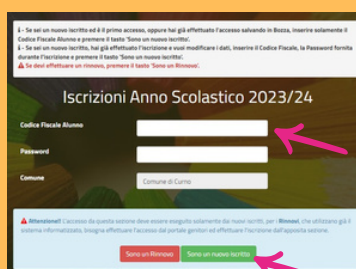 ℹ - Se sei un nuovo iscritto ed è il primo accesso, oppure hai già effettuato l'accesso salvando in Bozza, inserire solamente il
Codice Fiscale Alunno e premere il tasto 'Sono un nuovo iscritto'.
ℹ - Se sei un nuovo iscritto, hai già effettuato l'iscrizione e vuoi modificare i dati, inserire il Codice Fiscale, la Password fornita
durante l'iscrizione e premere il tasto 'Sono un nuovo iscritto'.
⚠ Se devi effettuare un rinnovo, premere il tasto 'Sono un Rinnovo'.
Iscrizioni Anno Scolastico 2023/24
Codice Fiscale Alunno
Password
Comune
Comune di Curno
⚠ Attenzione!! L'accesso da questa sezione deve essere eseguito solamente dai nuovi iscritti, per i Rinnovi, che utilizzano già il
sistema informatizzato, bisogna effettuare l'accesso dal portale genitori ed effettuare l'iscrizione dall'apposita sezione.
Sono un Rinnovo
Sono un nuovo Iscritto